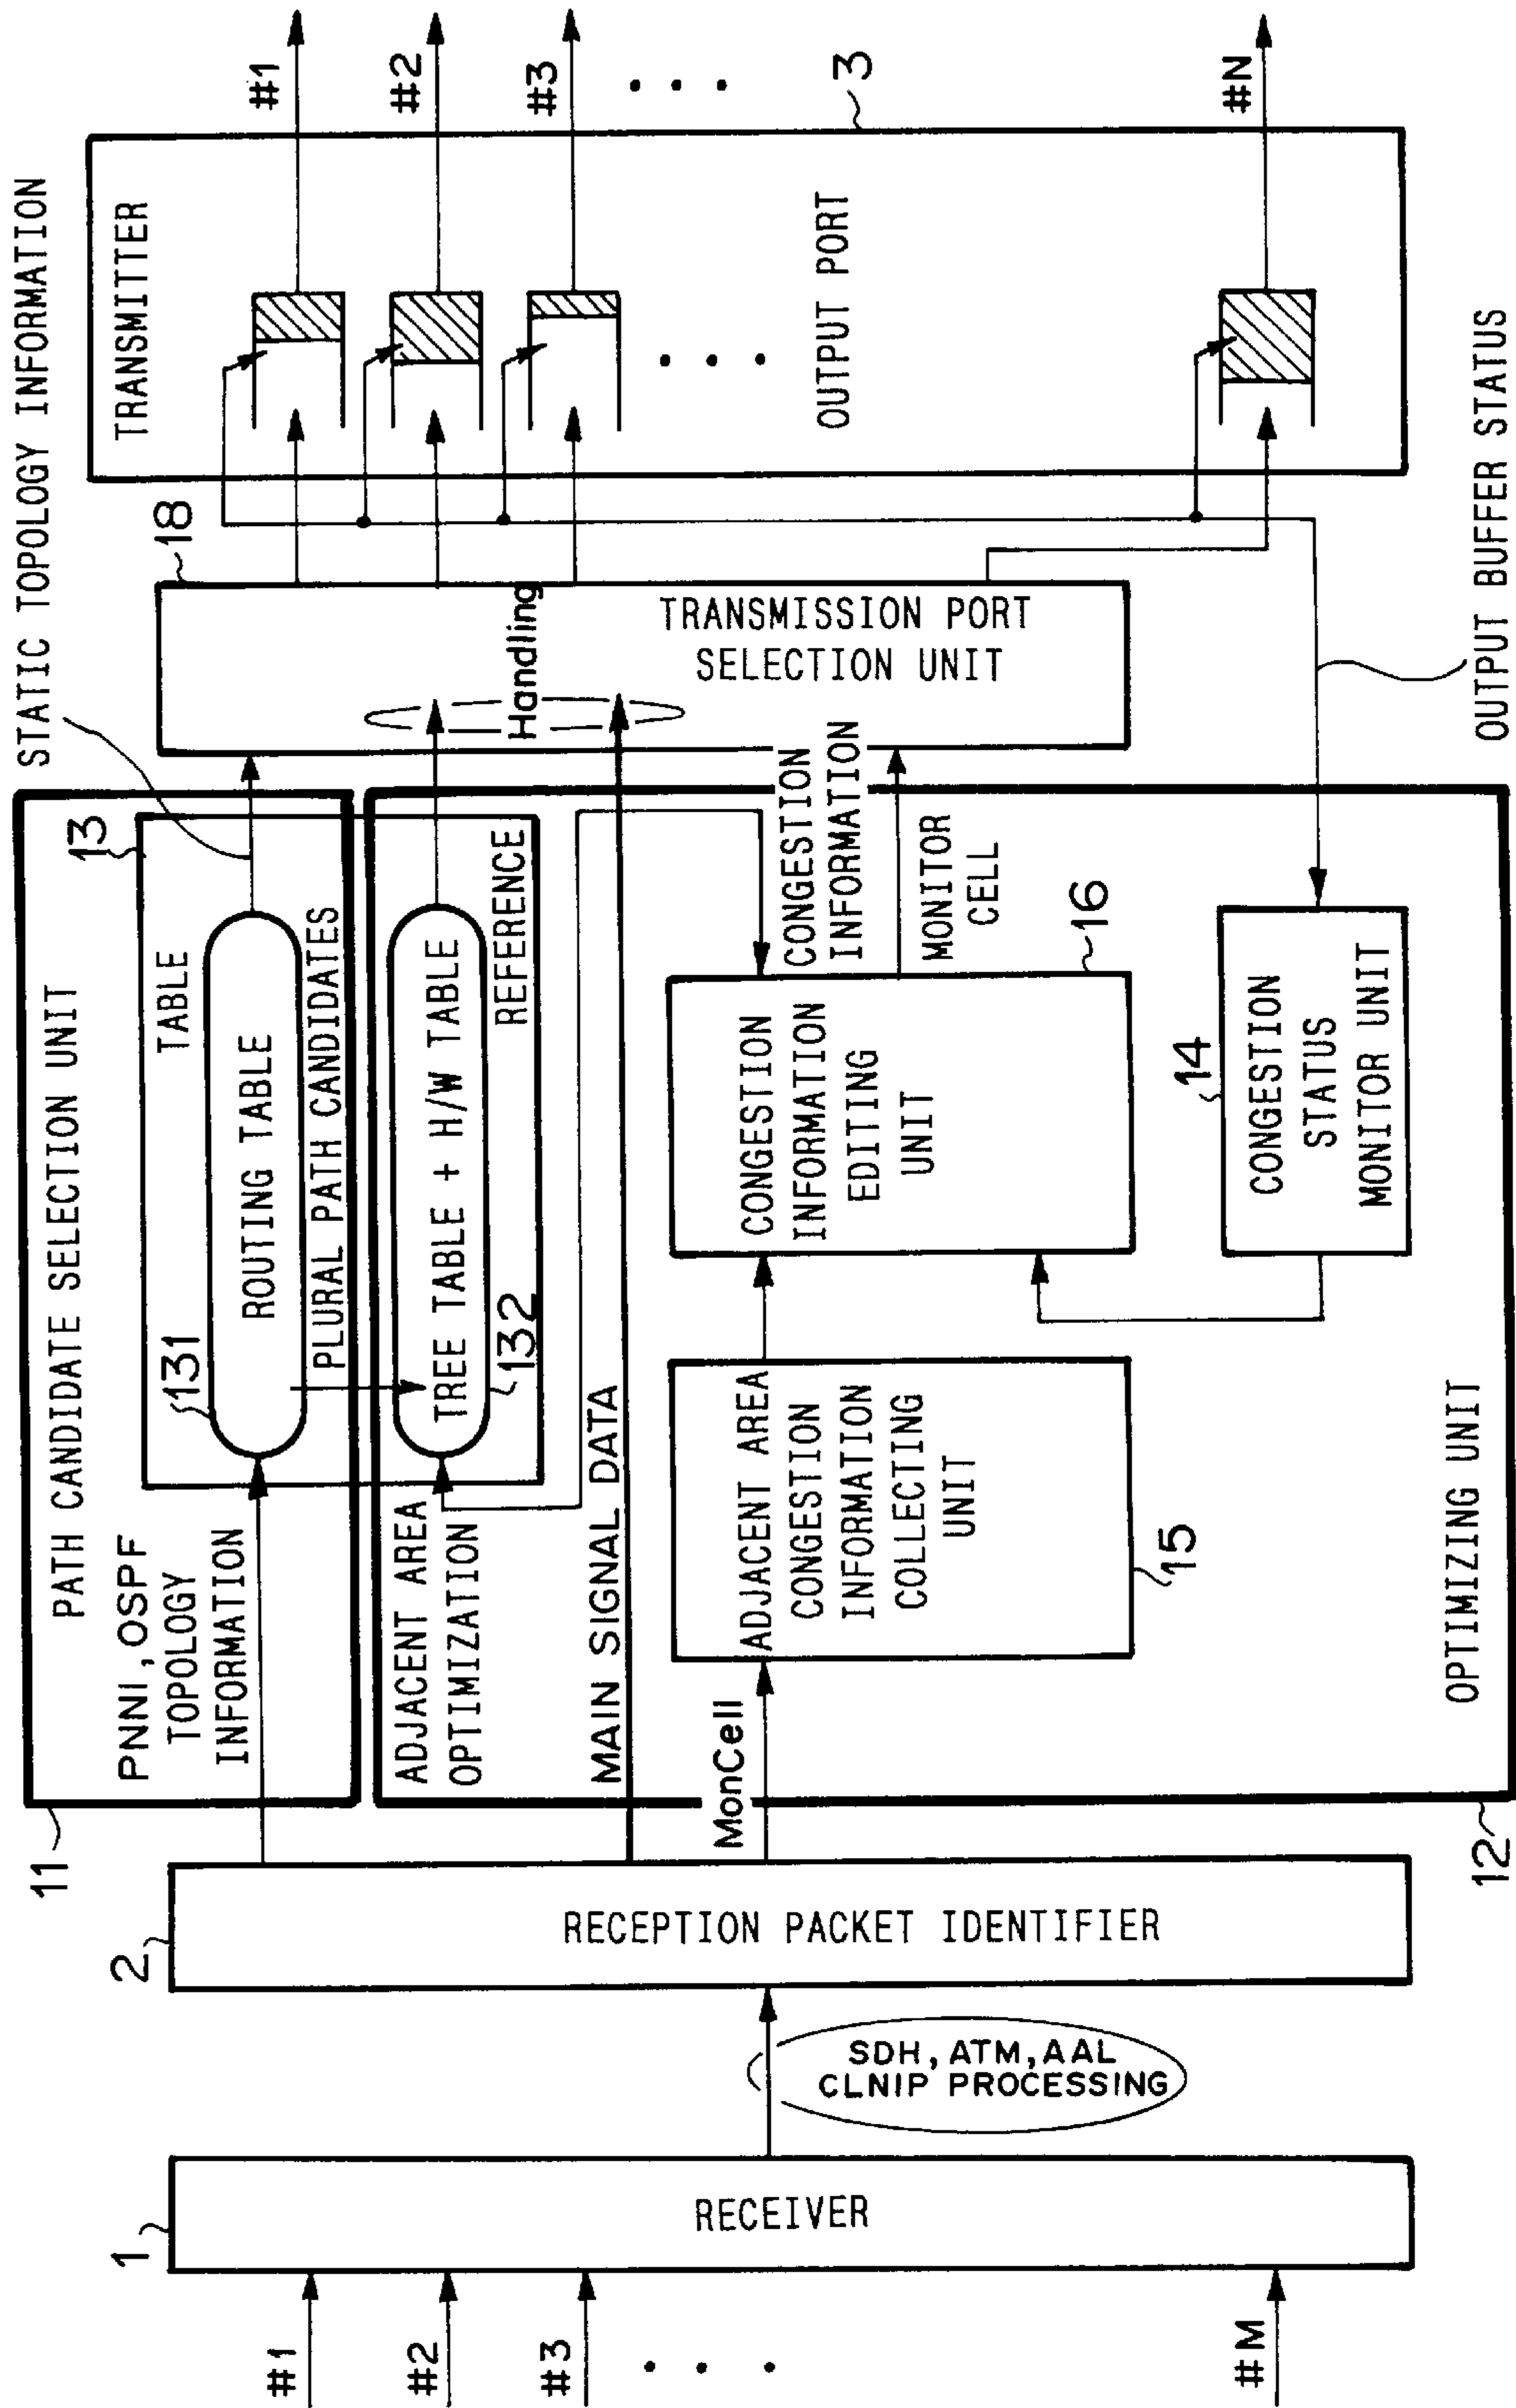 #1
#2
#3
#M
1
RECEIVER
SDH, ATM, AAL
CLNIP PROCESSING
2
RECEPTION PACKET IDENTIFIER
11
PATH CANDIDATE SELECTION UNIT
PNNI, OSPF
TOPOLOGY
INFORMATION
13
TABLE
131
ROUTING TABLE
PLURAL PATH CANDIDATES
STATIC TOPOLOGY INFORMATION
ADJACENT AREA
OPTIMIZATION
TREE TABLE + H/W TABLE
132
REFERENCE
MAIN SIGNAL DATA
MonCell
ADJACENT AREA
CONGESTION
INFORMATION
COLLECTING
UNIT
15
CONGESTION
INFORMATION
EDITING
UNIT
16
CONGESTION
INFORMATION
MONITOR
CELL
14
CONGESTION
STATUS
MONITOR UNIT
OPTIMIZING UNIT
12
18
Handling
TRANSMISSION PORT
SELECTION UNIT
TRANSMITTER
OUTPUT PORT
3
#1
#2
#3
#N
OUTPUT BUFFER STATUS